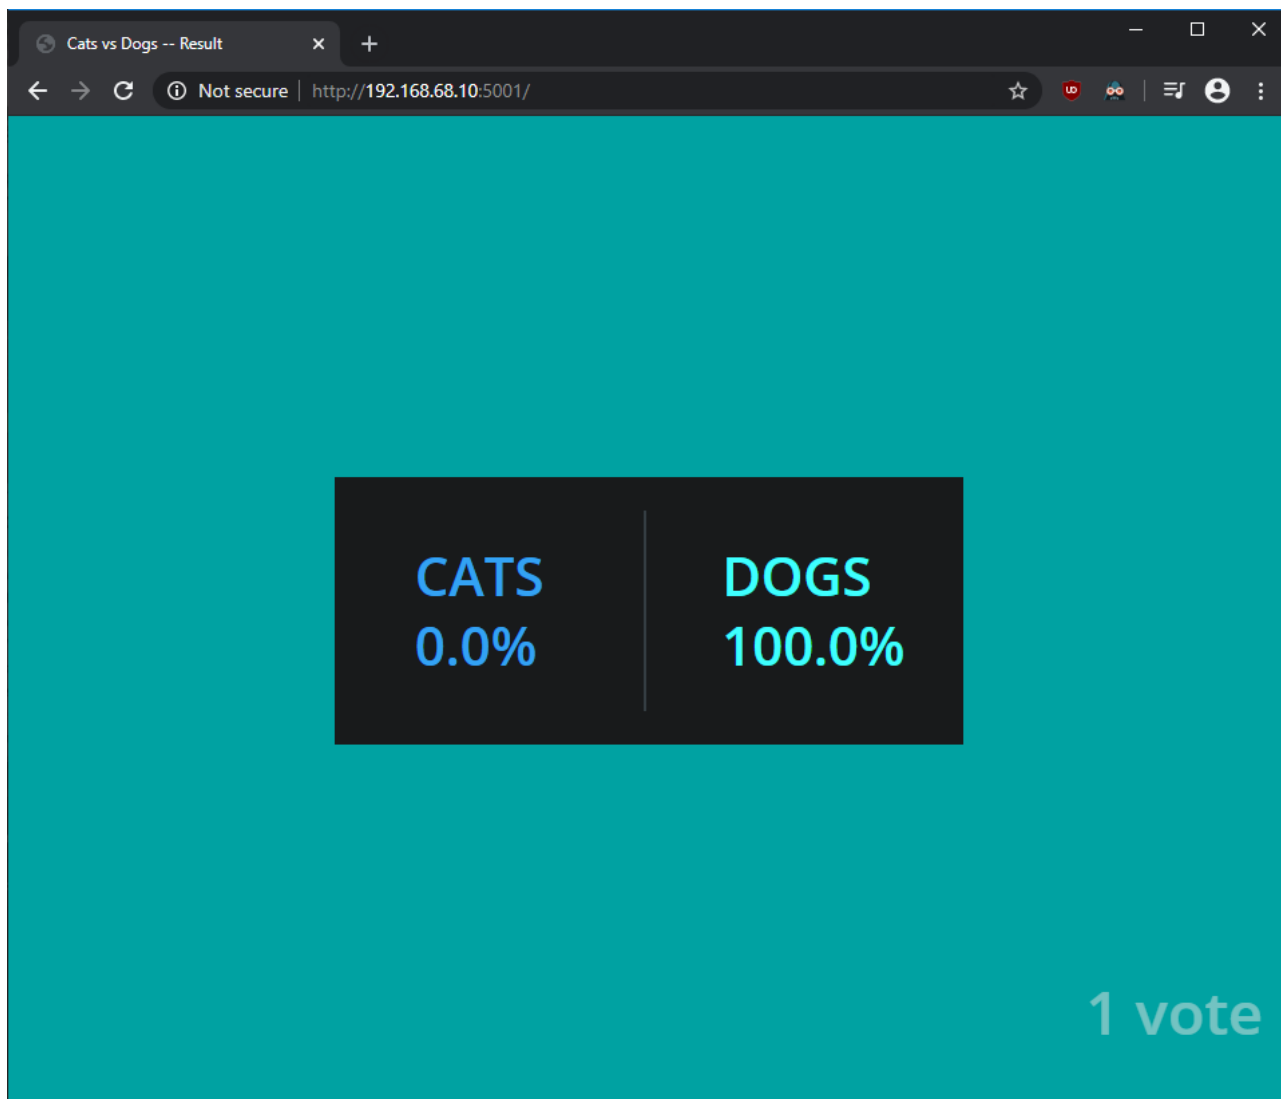 Cats vs Dogs -- Result
Not secure http://192.168.68.10:5001/
CATS
0.0%
DOGS
100.0%
1 vote